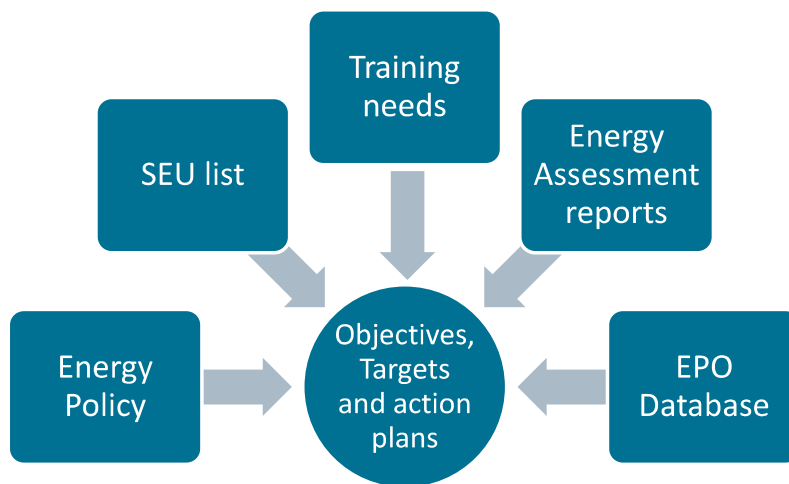 Training
needs
SEU list
Energy
Assessment
reports
Energy
Policy
Objectives,
Targets
and action
plans
EPO
Database